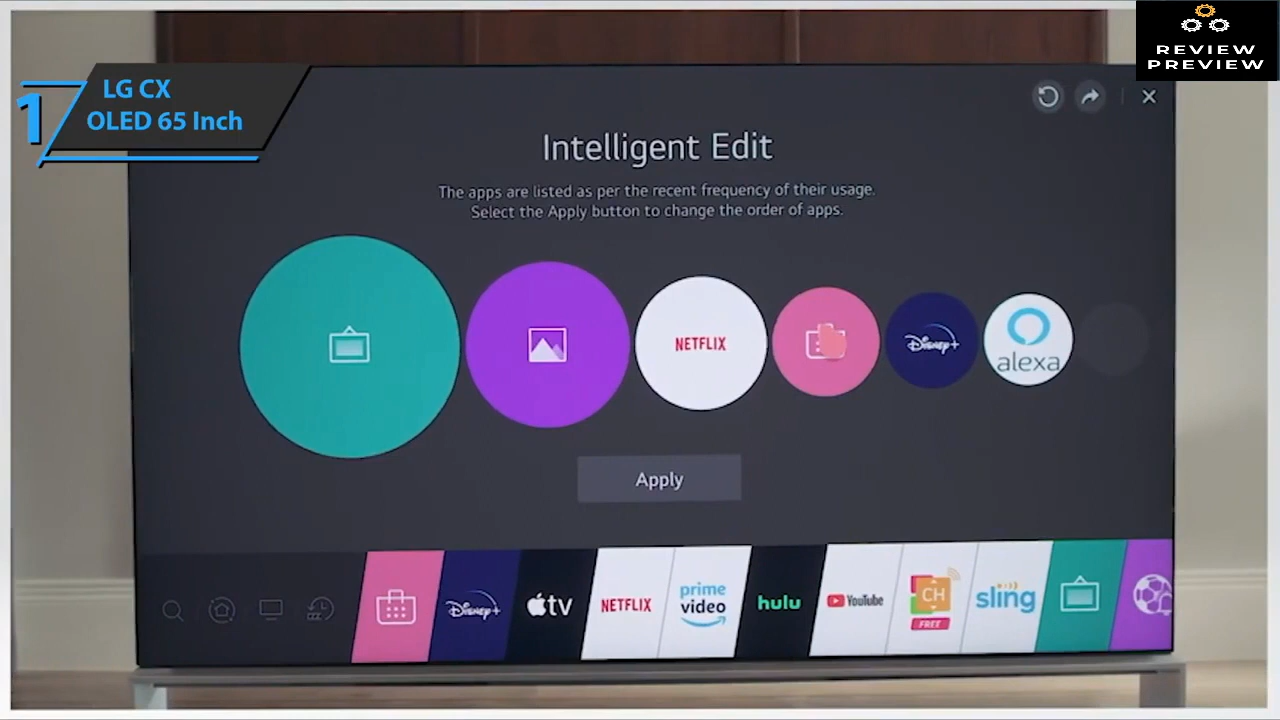 REVIEW
PREVIEW
1
LG CX
OLED 65 Inch
Intelligent Edit
The apps are listed as per the recent frequency of their usage.
Select the Apply button to change the order of apps.
NETFLIX
Disney+
alexa
Apply
Disney+
tv
NETFLIX
prime
video
hulu
YouTube
CH
FREE
sling